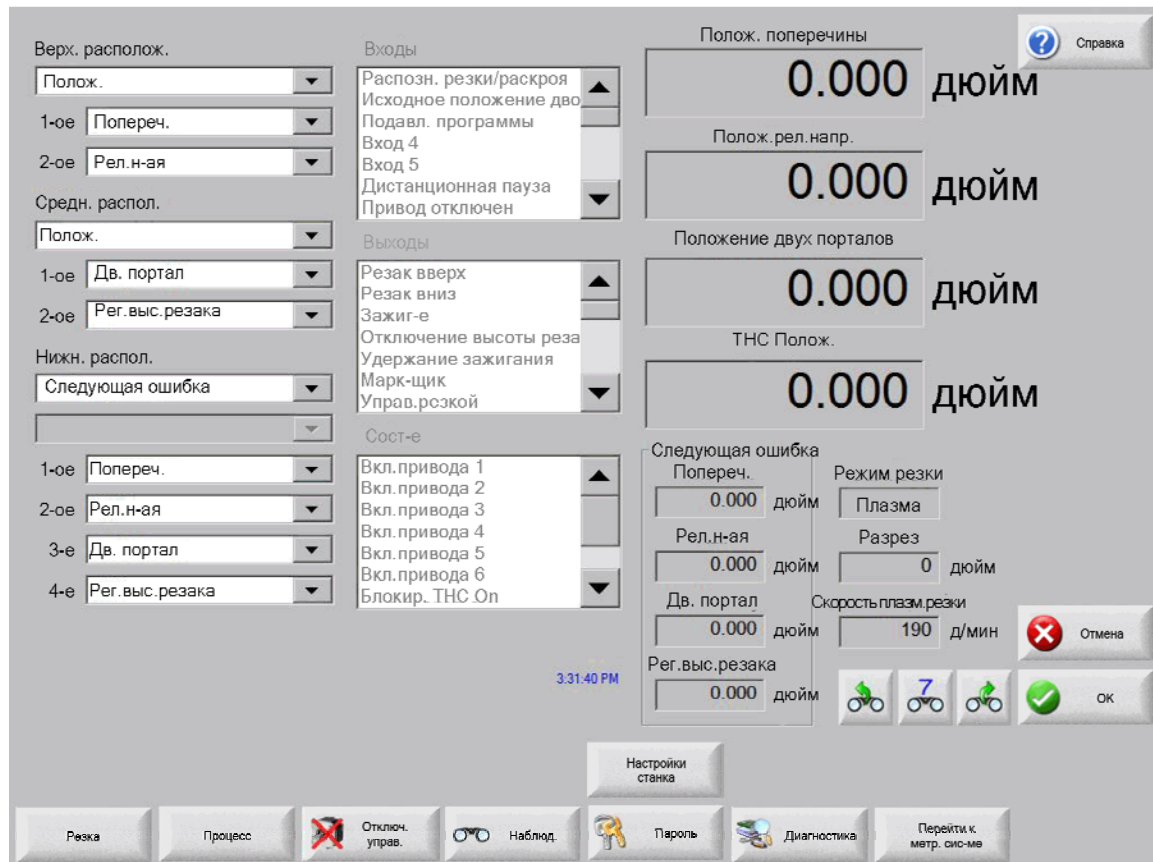 Верх. располож.
Полож.
1-ое Попереч.
2-ое Рел.н-ая
Средн. распол.
Полож.
1-ое Дв. портал
2-ое Рег.выс.резака
Нижн. распол.
Следующая ошибка
1-ое Попереч.
2-ое Рел.н-ая
3-е Дв. портал
4-е Рег.выс.резака
Входы
Распозн. резки/раскроя
Исходное положение дво
Подавл. программы
Вход 4
Вход 5
Дистанционная пауза
Привод отключен
Выходы
Резак вверх
Резак вниз
Зажиг-е
Отключение высоты реза
Удержание зажигания
Марк-щик
Управ.резкой
Сост-е
Вкл.привода 1
Вкл.привода 2
Вкл.привода 3
Вкл.привода 4
Вкл.привода 5
Вкл.привода 6
Блокир. THC On
3:31:40 PM
Полож. поперечины
0.000 дюйм
Полож.рел.напр.
0.000 дюйм
Положение двух порталов
0.000 дюйм
THC Полож.
0.000 дюйм
Следующая ошибка
Попереч.
0.000 дюйм
Рел.н-ая
0.000 дюйм
Дв. портал
0.000 дюйм
Рег.выс.резака
0.000 дюйм
Режим резки
Плазма
Разрез
0 дюйм
Скорость плазм.резки
190 д/мин
7
Справка
Отмена
ОК
Настройки
станка
Резка
Процесс
Отключ.
управ.
Наблюд.
Пароль
Диагностика
Перейти к
метр. сис-ме